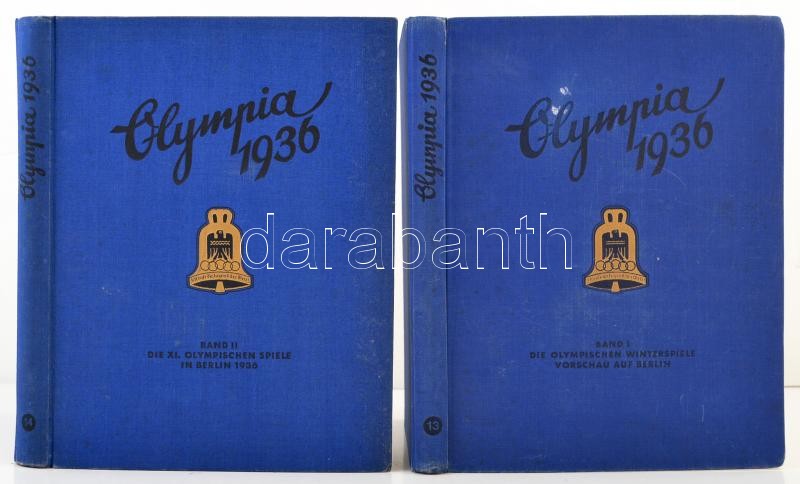 Olympia 1936
Olympia
1936
BAND II
DIE XI. OLYMPISCHEN SPIELE
IN BERLIN 1936
14
Olympia 1936
Olympia
1936
BAND I
DIE OLYMPISCHEN WINTERSPIELE
VORSCHAU AUF BERLIN
13
darabanth